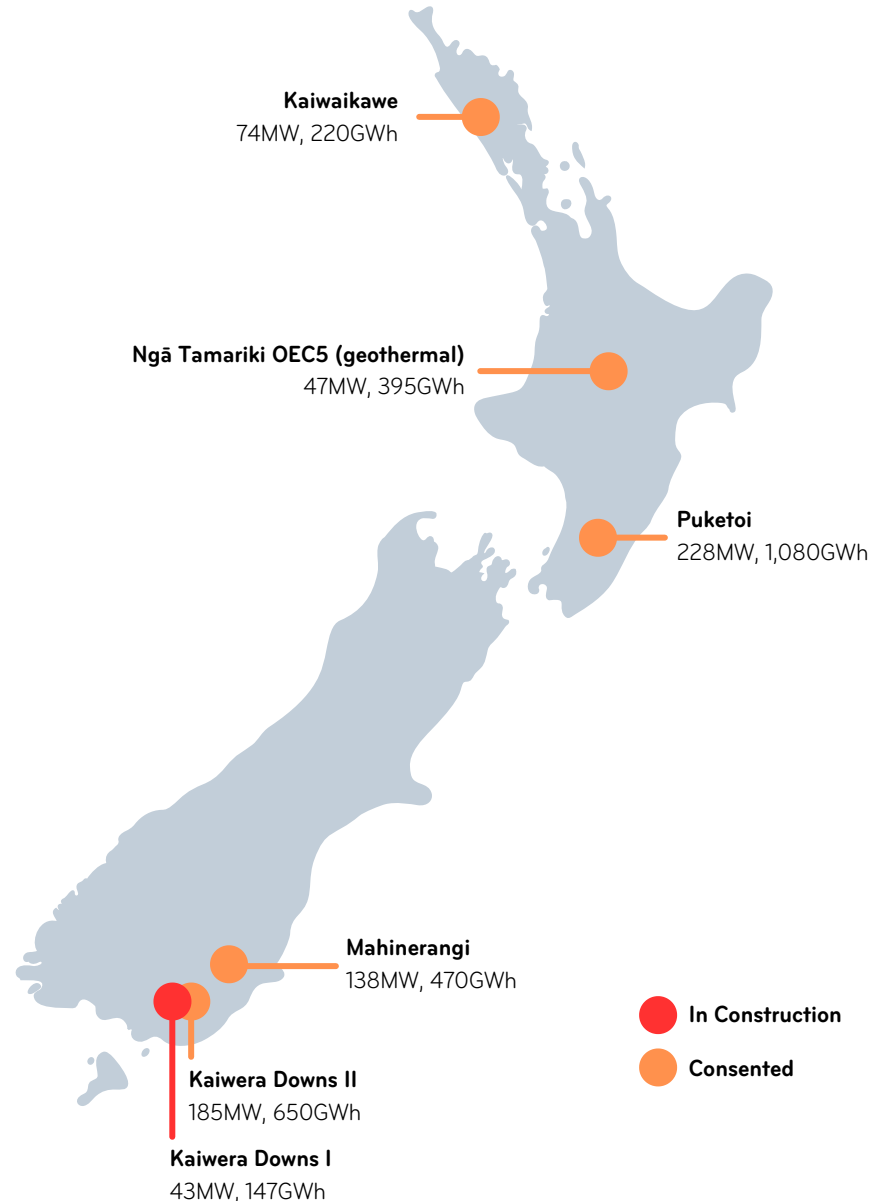 Kaiwaikawe
74MW, 220GWh
Ngā Tamariki OEC5 (geothermal)
47MW, 395GWh
Puketoi
228MW, 1,080GWh
Mahinerangi
138MW, 470GWh
In Construction
Consented
Kaiwera Downs II
185MW, 650GWh
Kaiwera Downs I
43MW, 147GWh